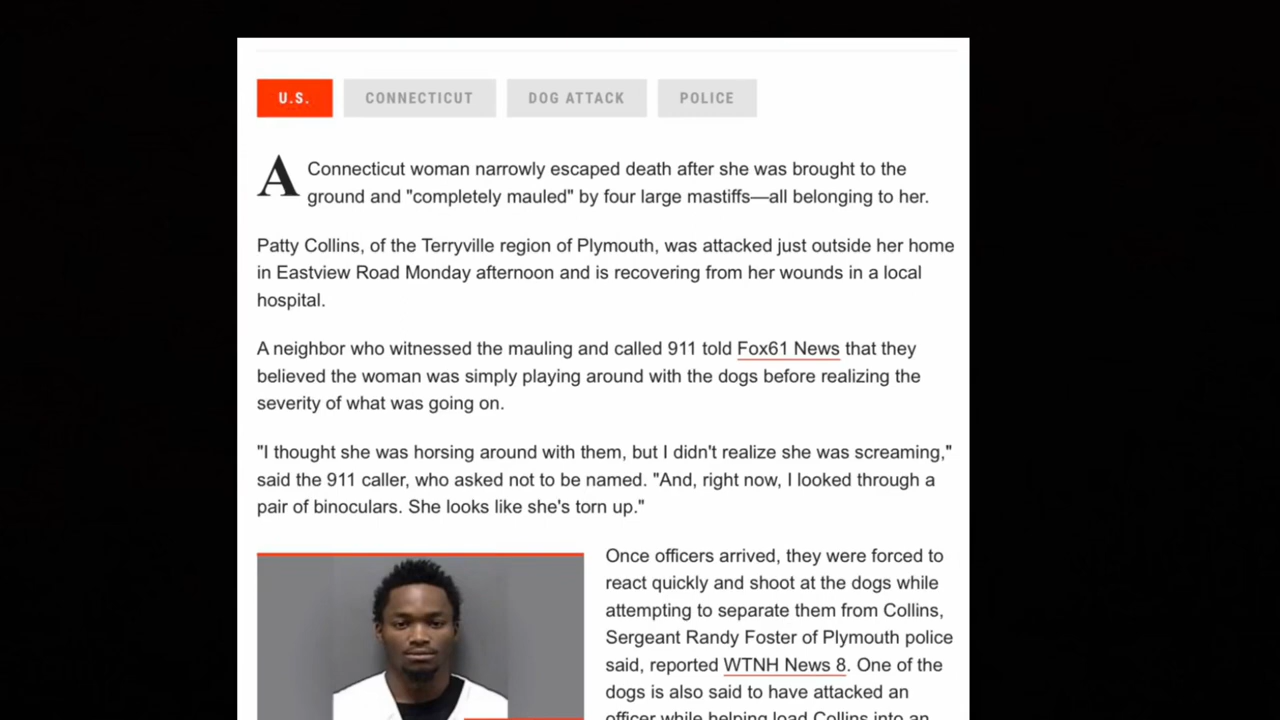 U.S. CONNECTICUT DOG ATTACK POLICE
A Connecticut woman narrowly escaped death after she was brought to the
ground and "completely mauled" by four large mastiffs—all belonging to her.
Patty Collins, of the Terryville region of Plymouth, was attacked just outside her home
in Eastview Road Monday afternoon and is recovering from her wounds in a local
hospital.
A neighbor who witnessed the mauling and called 911 told Fox61 News that they
believed the woman was simply playing around with the dogs before realizing the
severity of what was going on.
"I thought she was horsing around with them, but I didn't realize she was screaming,"
said the 911 caller, who asked not to be named. "And, right now, I looked through a
pair of binoculars. She looks like she's torn up."
Once officers arrived, they were forced to
react quickly and shoot at the dogs while
attempting to separate them from Collins,
Sergeant Randy Foster of Plymouth police
said, reported WTNH News 8. One of the
dogs is also said to have attacked an
officer while helping load Collins into an